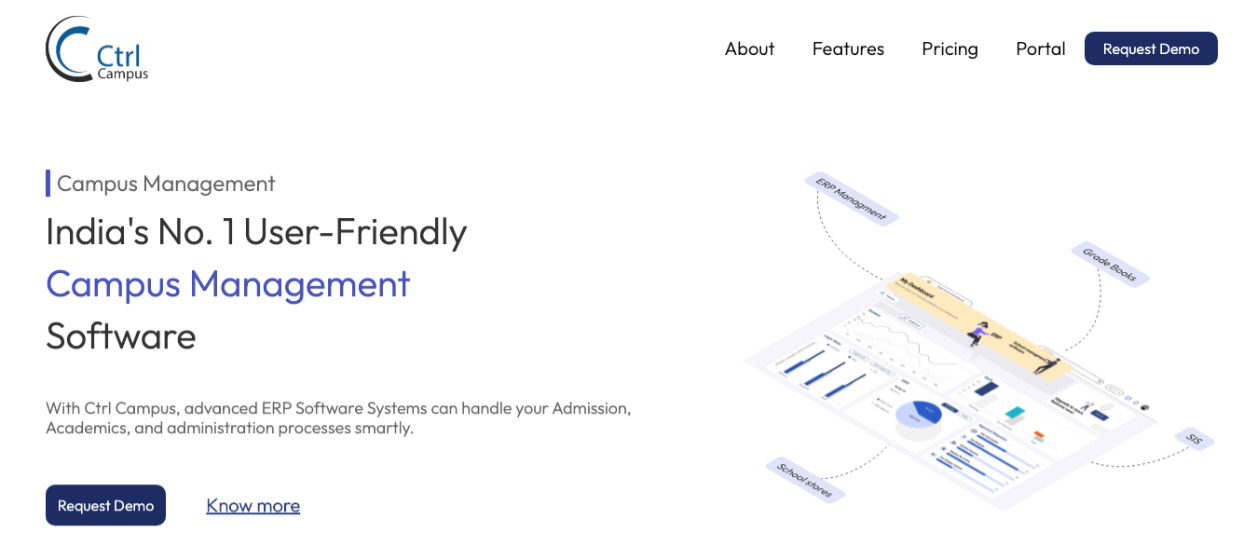 Ctrl
Campus
About Features Pricing Portal Request Demo
Campus Management
India's No. 1 User-Friendly
Campus Management
Software
With Ctrl Campus, advanced ERP Software Systems can handle your Admission,
Academics, and administration processes smartly.
Request Demo Know more
ERP Managment
Grade Books
My Dashboard
ERP
SIS
School stores